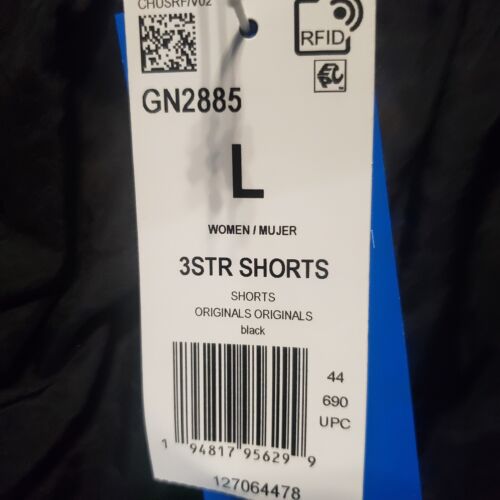 CHUSRF/V02
RFID
GN2885
L
WOMEN / MUJER
3STR SHORTS
SHORTS
ORIGINALS ORIGINALS
black
44
690
UPC
1 94817 95629 9
127064478